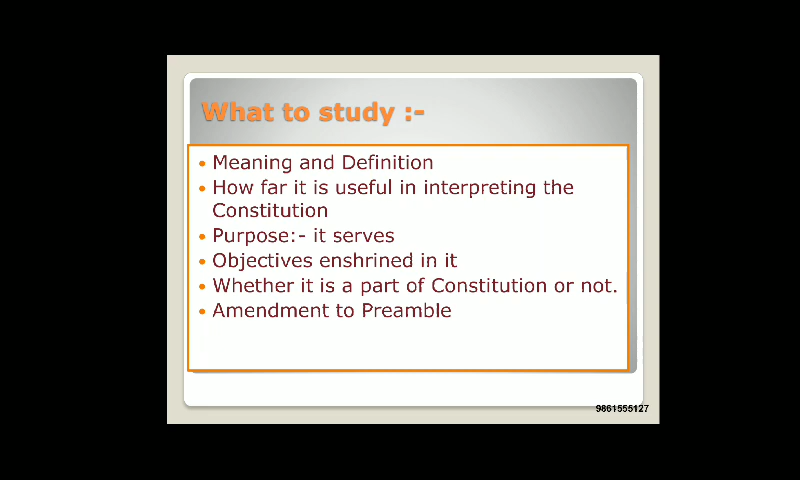 What to study :-
• Meaning and Definition
• How far it is useful in interpreting the
Constitution
• Purpose:- it serves
• Objectives enshrined in it
• Whether it is a part of Constitution or not.
• Amendment to Preamble
9861555127